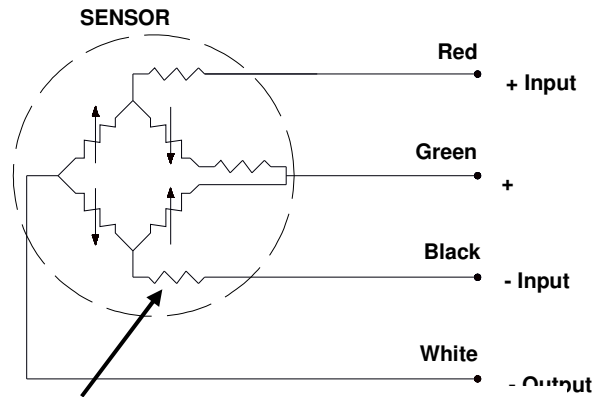 SENSOR
Red
+ Input
Green
+
Black
- Input
White
- Output